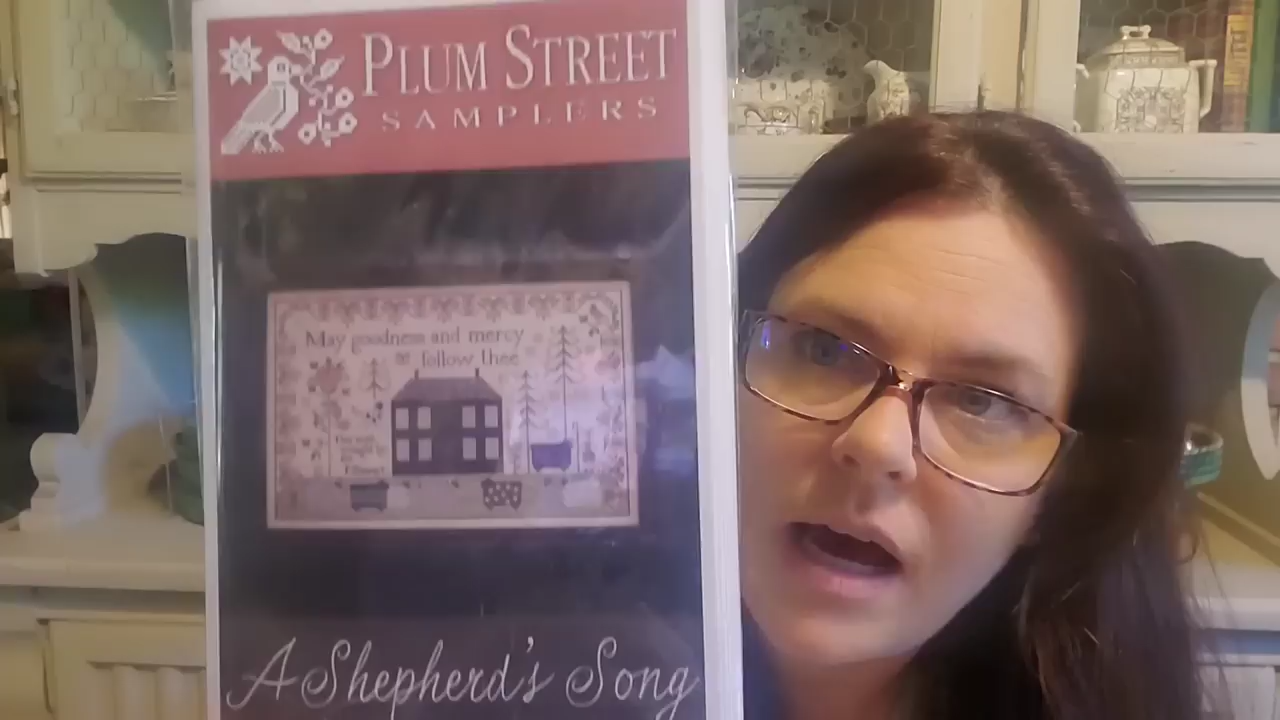 PLUM STREET
SAMPLERS
May goodness and mercy
follow thee
A Shepherd's Song